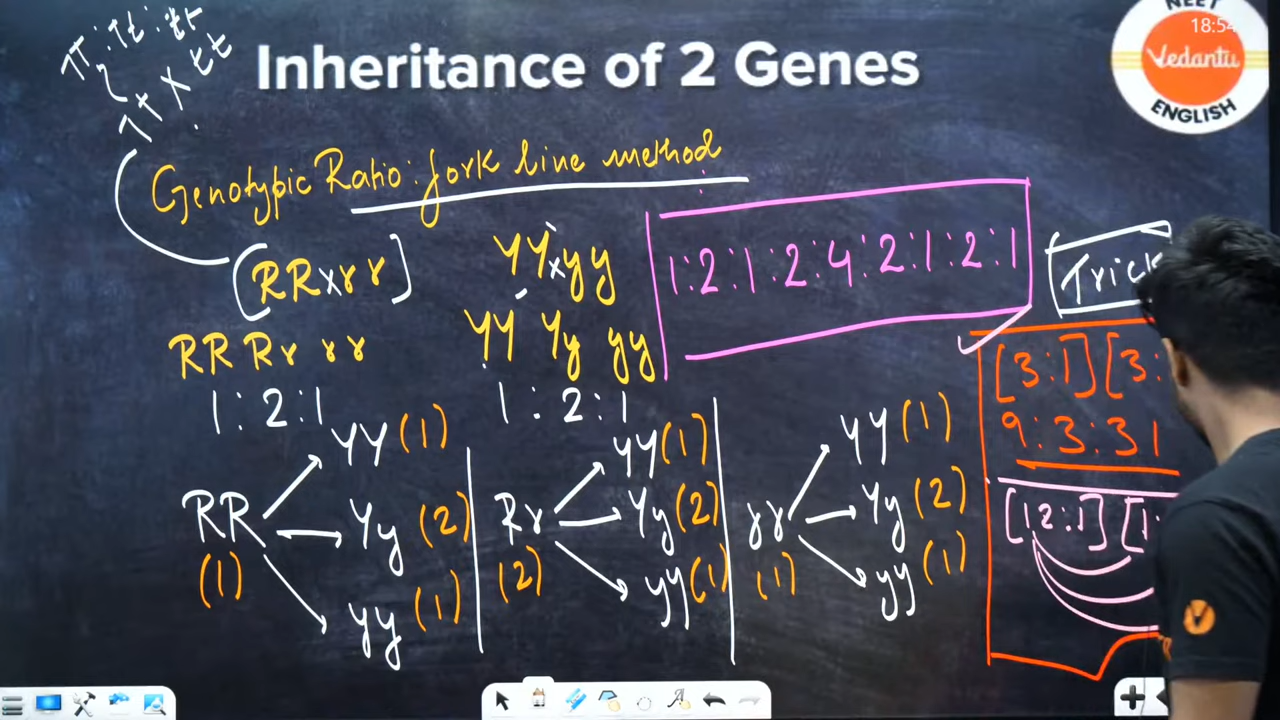 NEET
18:54
Vedantu
ENGLISH
Inheritance of 2 Genes
TT : Tt : tt
TT X tt
Genotypic Ratio : fork line method
[RR x rr]
YY x yy
1:2:1:2:4:2:1:2:1
[Trick
RR Rr rr
YY Yy yy
1:2:1
1:2:1
[3:1][3:
9:3:31
[12:1][1:
RR
(1)
YY (1)
Yy (2)
yy (1)
Rr
(2)
YY (1)
Yy (2)
yy (1)
rr
(1)
YY (1)
Yy (2)
yy (1)